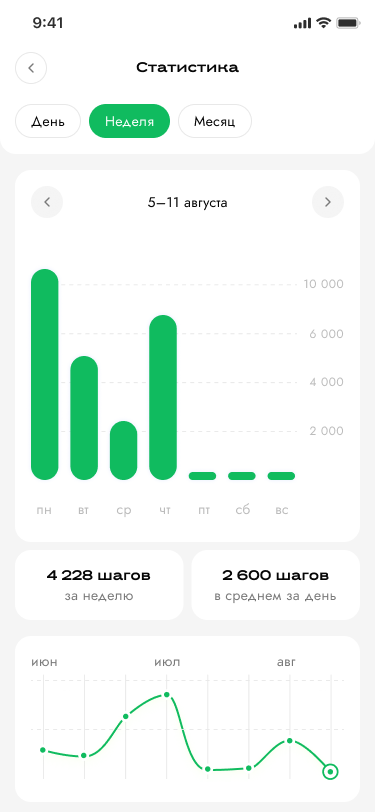 9:41
Статистика
День Неделя Месяц
5–11 августа
10 000
6 000
4 000
2 000
пн вт ср чт пт сб вс
4 228 шагов 2 600 шагов
за неделю в среднем за день
июн июл авг